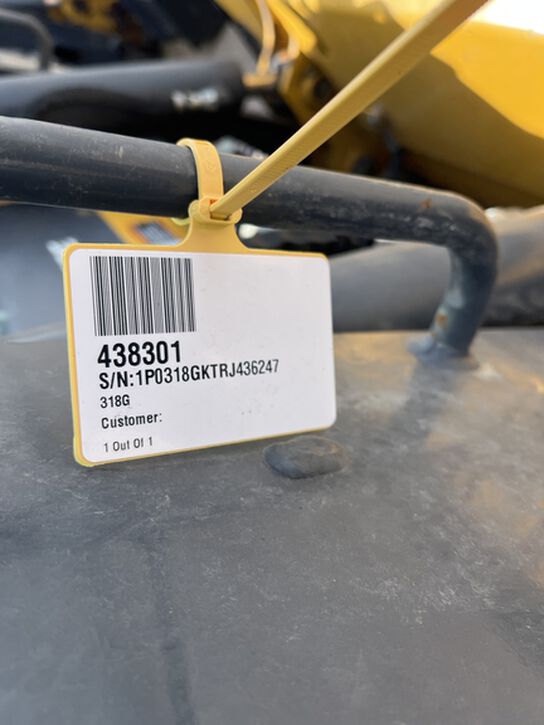 438301
S/N:1P0318GKTRJ436247
318G
Customer:
1 Out Of 1